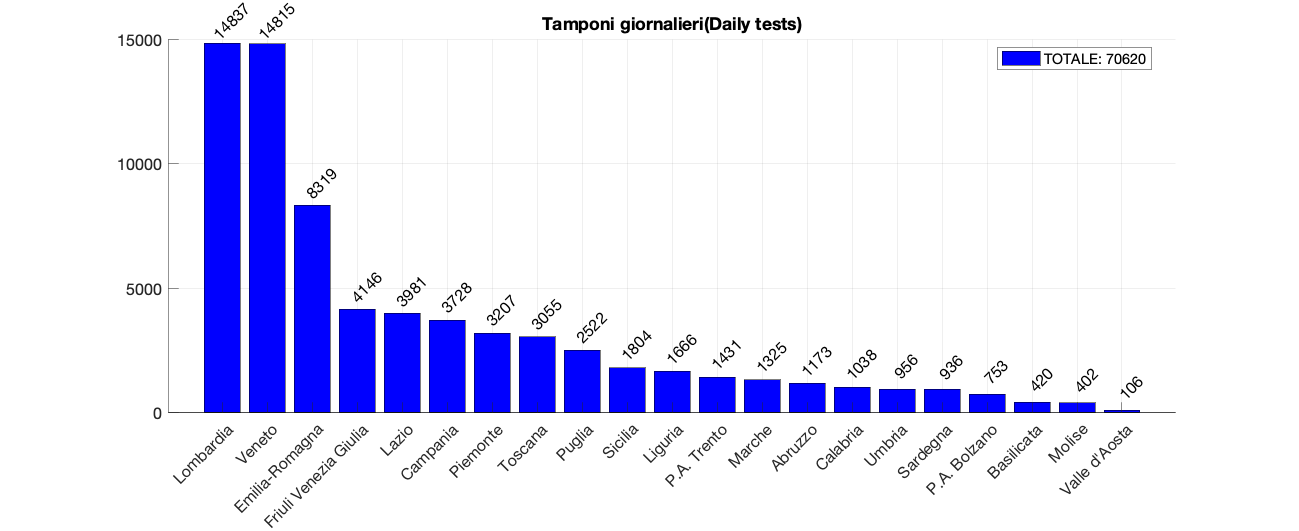 Tamponi giornalieri(Daily tests)
TOTALE: 70620
15000
10000
5000
0
14837
14815
8319
4146
3981
3728
3207
3055
2522
1804
1666
1431
1325
1173
1038
956
936
753
420
402
106
Lombardia
Veneto
Emilia-Romagna
Friuli Venezia Giulia
Lazio
Campania
Piemonte
Toscana
Puglia
Sicilia
Liguria
P.A. Trento
Marche
Abruzzo
Calabria
Umbria
Sardegna
P.A. Bolzano
Basilicata
Molise
Valle d'Aosta